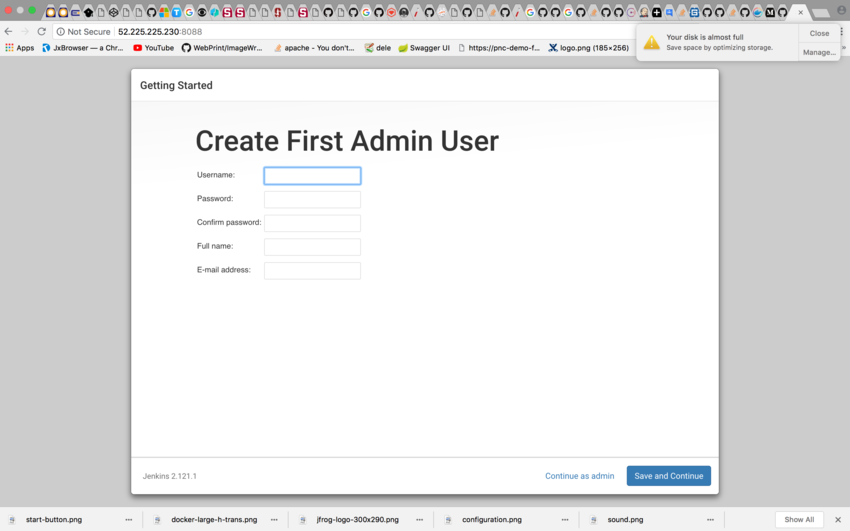 Not Secure 52.225.225.230:8088
Apps JxBrowser — a Chr... YouTube WebPrint/ImageWr... apache - You don't... dele Swagger UI https://pnc-demo-f... logo.png (185×256) »
Your disk is almost full
Save space by optimizing storage.
Close
Manage...
Getting Started
Create First Admin User
Username:
Password:
Confirm password:
Full name:
E-mail address:
Jenkins 2.121.1
Continue as admin
Save and Continue
start-button.png
docker-large-h-trans.png
jfrog-logo-300x290.png
configuration.png
sound.png
Show All